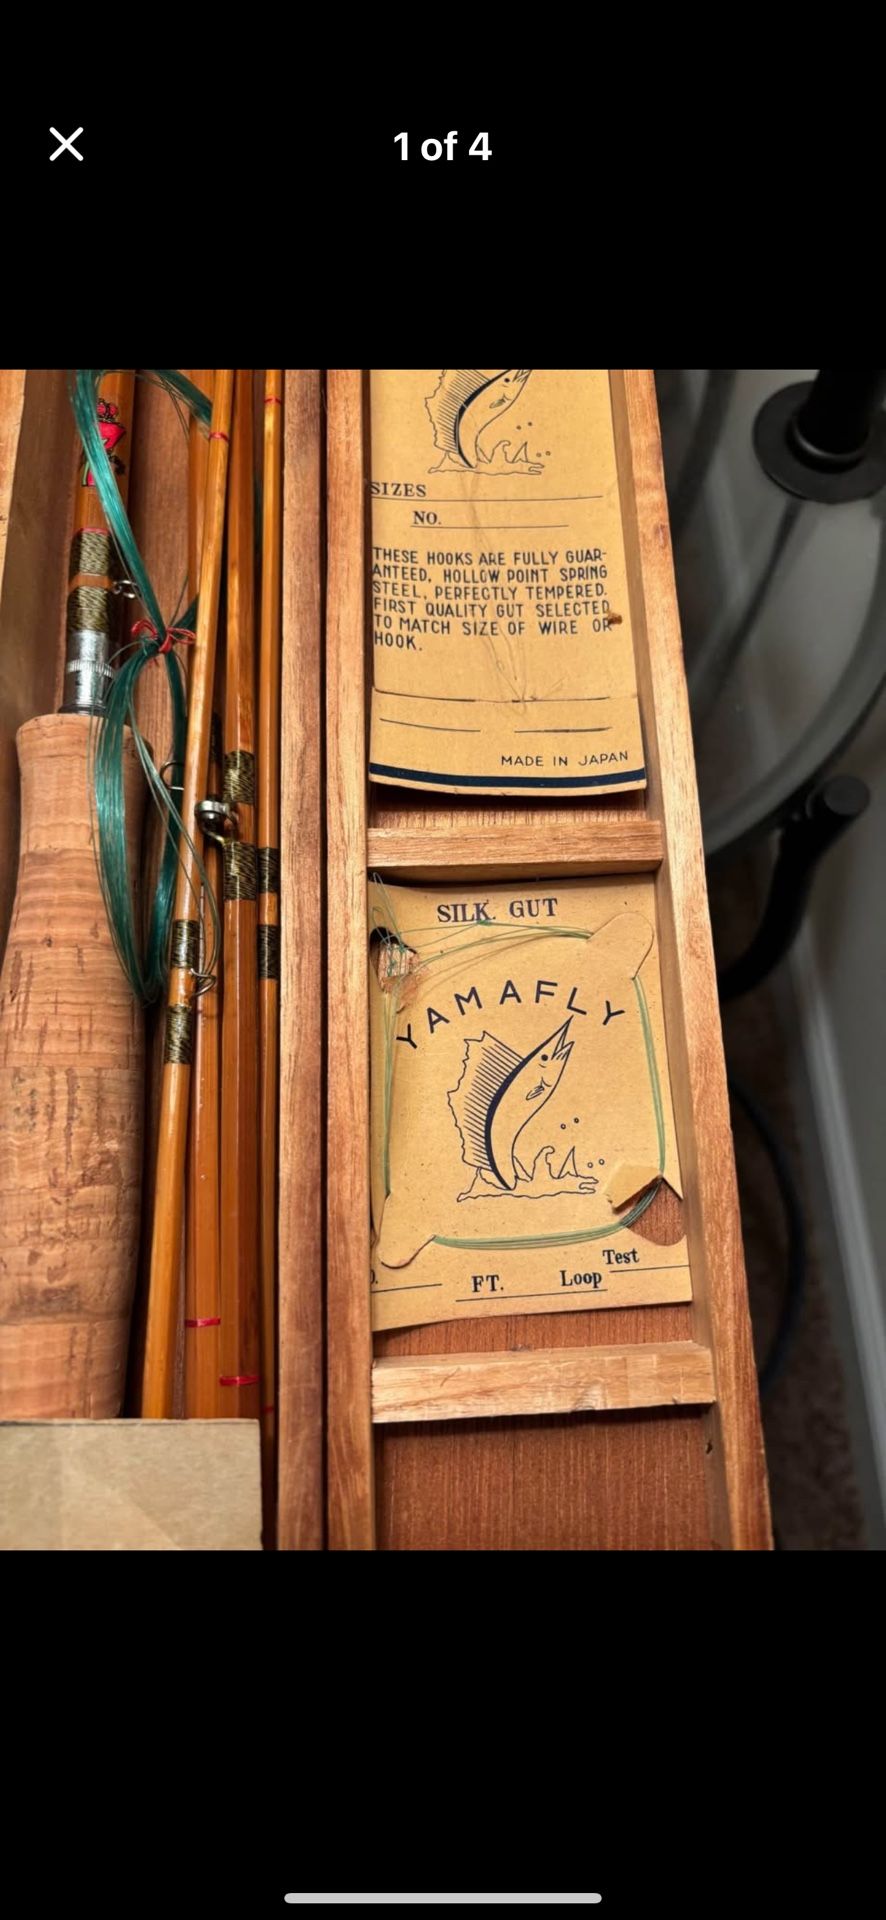 1 of 4
SIZES
NO.
THESE HOOKS ARE FULLY GUAR-
ANTEED, HOLLOW POINT SPRING
STEEL, PERFECTLY TEMPERED.
FIRST QUALITY GUT SELECTED
TO MATCH SIZE OF WIRE OR
HOOK.
MADE IN JAPAN
SILK GUT
YAMAFLY
Test
FT. Loop